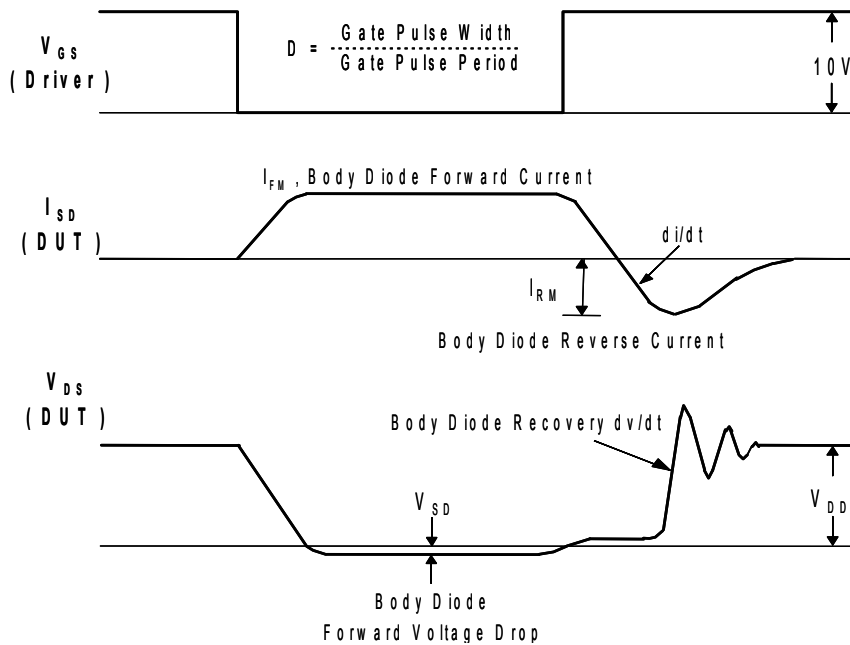 V GS
(Driver)
D = Gate Pulse Width
Gate Pulse Period
10V
I FM , Body Diode Forward Current
I SD
(DUT)
di/dt
I RM
Body Diode Reverse Current
V DS
(DUT)
Body Diode Recovery dv/dt
V SD
V DD
Body Diode
Forward Voltage Drop